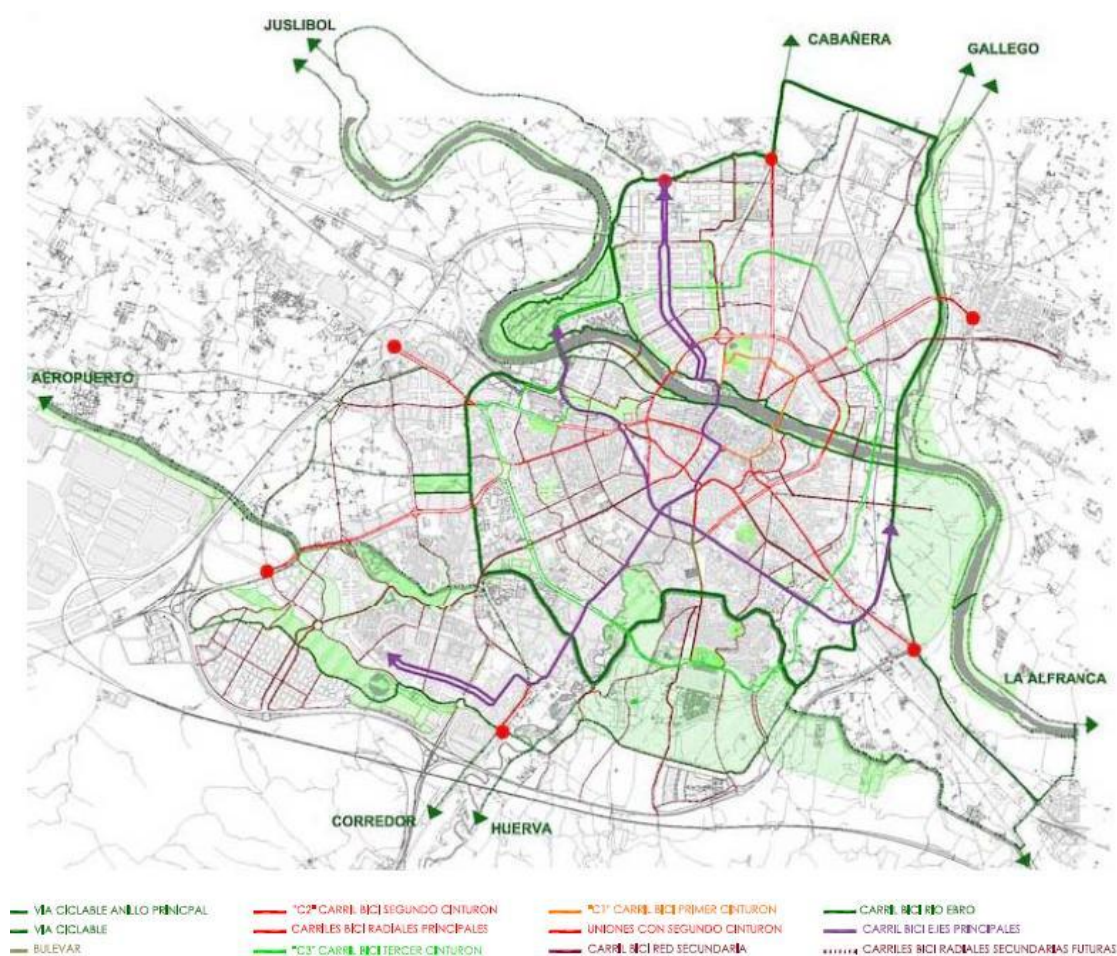 JUSLIBOL
CABAÑERA
GALLEGO
AEROPUERTO
LA ALFRANCA
CORREDOR
HUERVA
VIA CICLABLE ANILLO PRINICPAL
VIA CICLABLE
BULEVAR
"C2" CARRIL BICI SEGUNDO CINTURON
CARRILES BICI RADIALES PRINCIPALES
"C3" CARRIL BICI TERCER CINTURON
"C1" CARRIL BICI PRIMER CINTURON
UNIONES CON SEGUNDO CINTURON
CARRIL BICI RED SECUNDARIA
CARRIL BICI RIO EBRO
CARRIL BICI EJES PRINCIPALES
CARRILES BICI RADIALES SECUNDARIAS FUTURAS